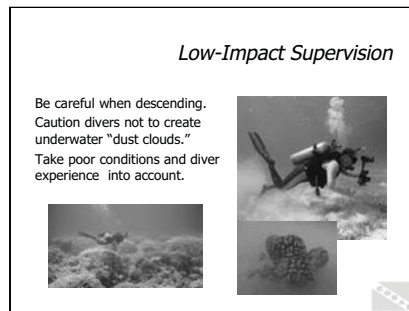 Low-Impact Supervision
Be careful when descending.
Caution divers not to create
underwater “dust clouds.”
Take poor conditions and diver
experience  into account.